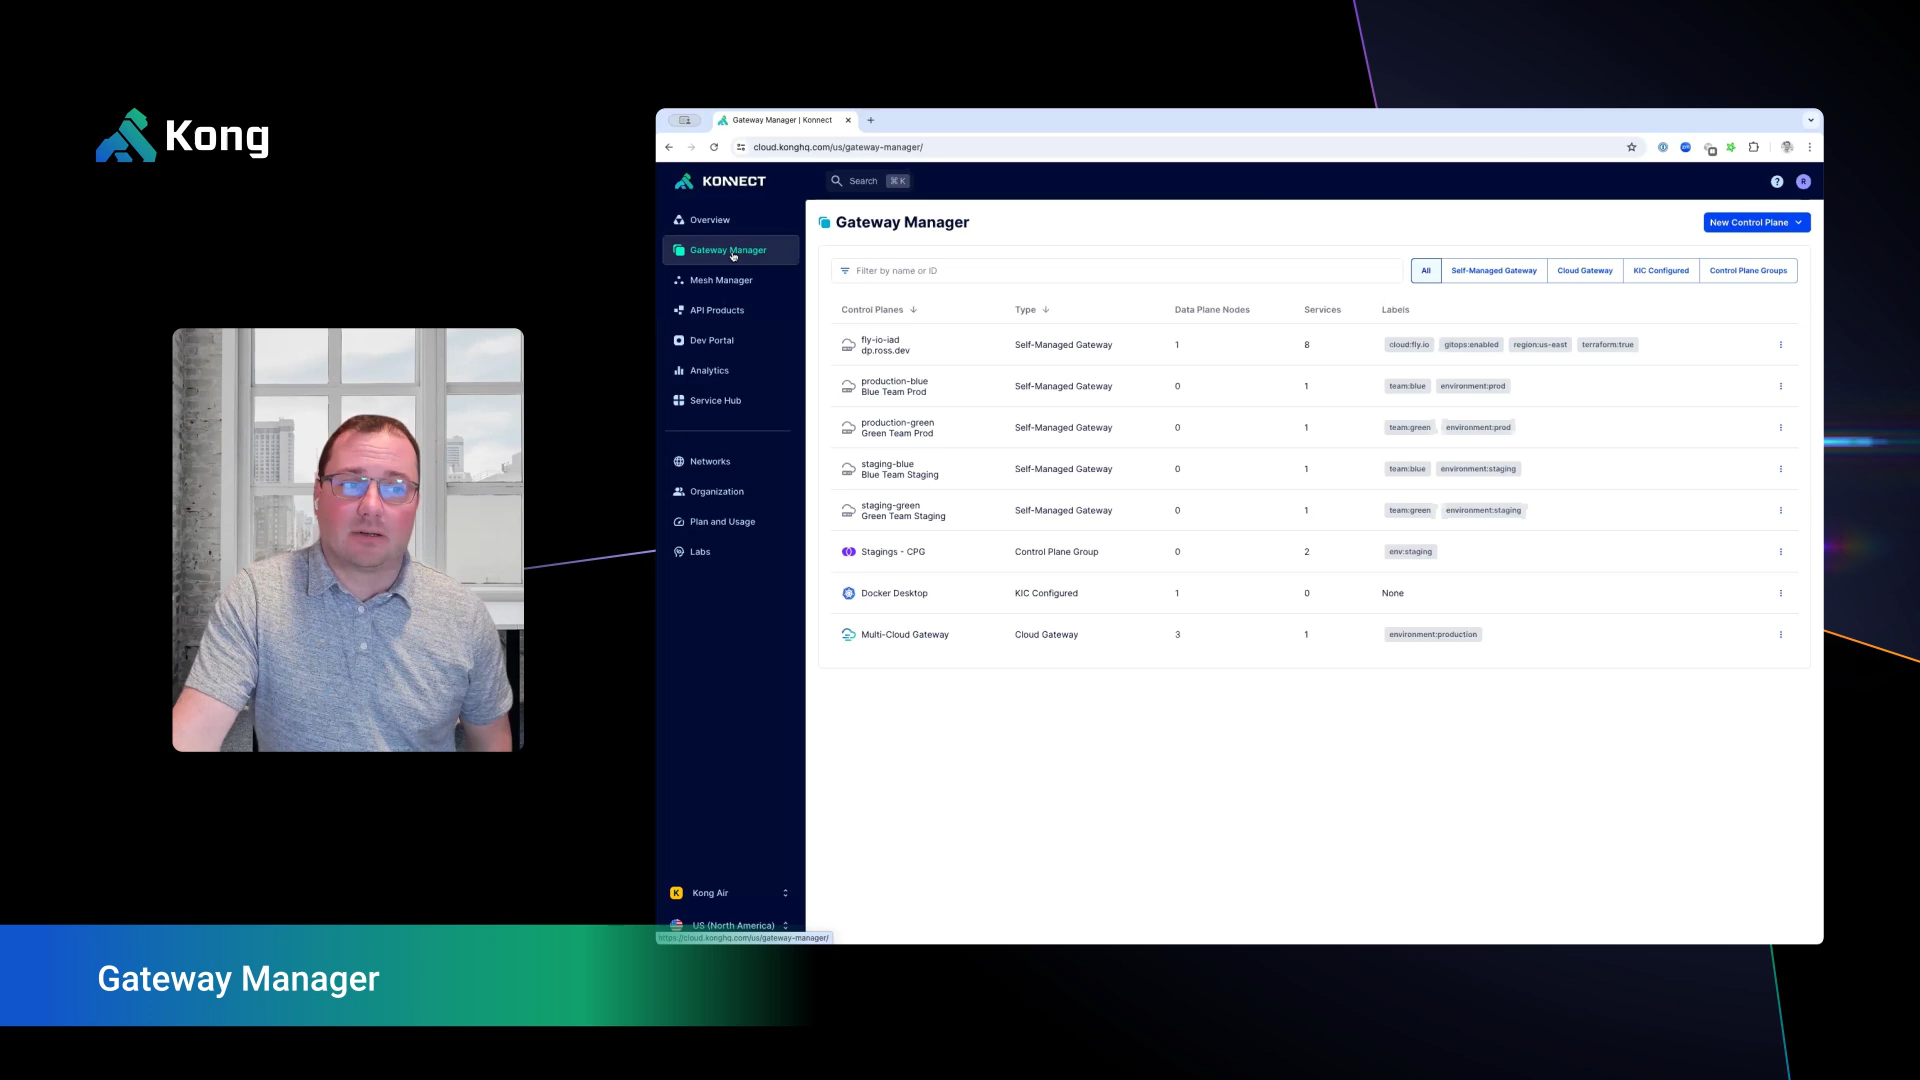 Kong
Gateway Manager | Konnect
cloud.konghq.com/us/gateway-manager/
KONNECT
Search ⌘ K
? R
Overview
Gateway Manager
Mesh Manager
API Products
Dev Portal
Analytics
Service Hub
Networks
Organization
Plan and Usage
Labs
Kong Air
US (North America)
https://cloud.konghq.com/us/gateway-manager/
Gateway Manager
New Control Plane
Filter by name or ID
All Self-Managed Gateway Cloud Gateway KIC Configured Control Plane Groups
Control Planes Type Data Plane Nodes Services Labels
fly-io-iad
dp.ross.dev
Self-Managed Gateway 1 8 cloud:fly.io gitops:enabled region:us-east terraform:true
production-blue
Blue Team Prod
Self-Managed Gateway 0 1 team:blue environment:prod
production-green
Green Team Prod
Self-Managed Gateway 0 1 team:green environment:prod
staging-blue
Blue Team Staging
Self-Managed Gateway 0 1 team:blue environment:staging
staging-green
Green Team Staging
Self-Managed Gateway 0 1 team:green environment:staging
Stagings - CPG Control Plane Group 0 2 env:staging
Docker Desktop KIC Configured 1 0 None
Multi-Cloud Gateway Cloud Gateway 3 1 environment:production
Gateway Manager